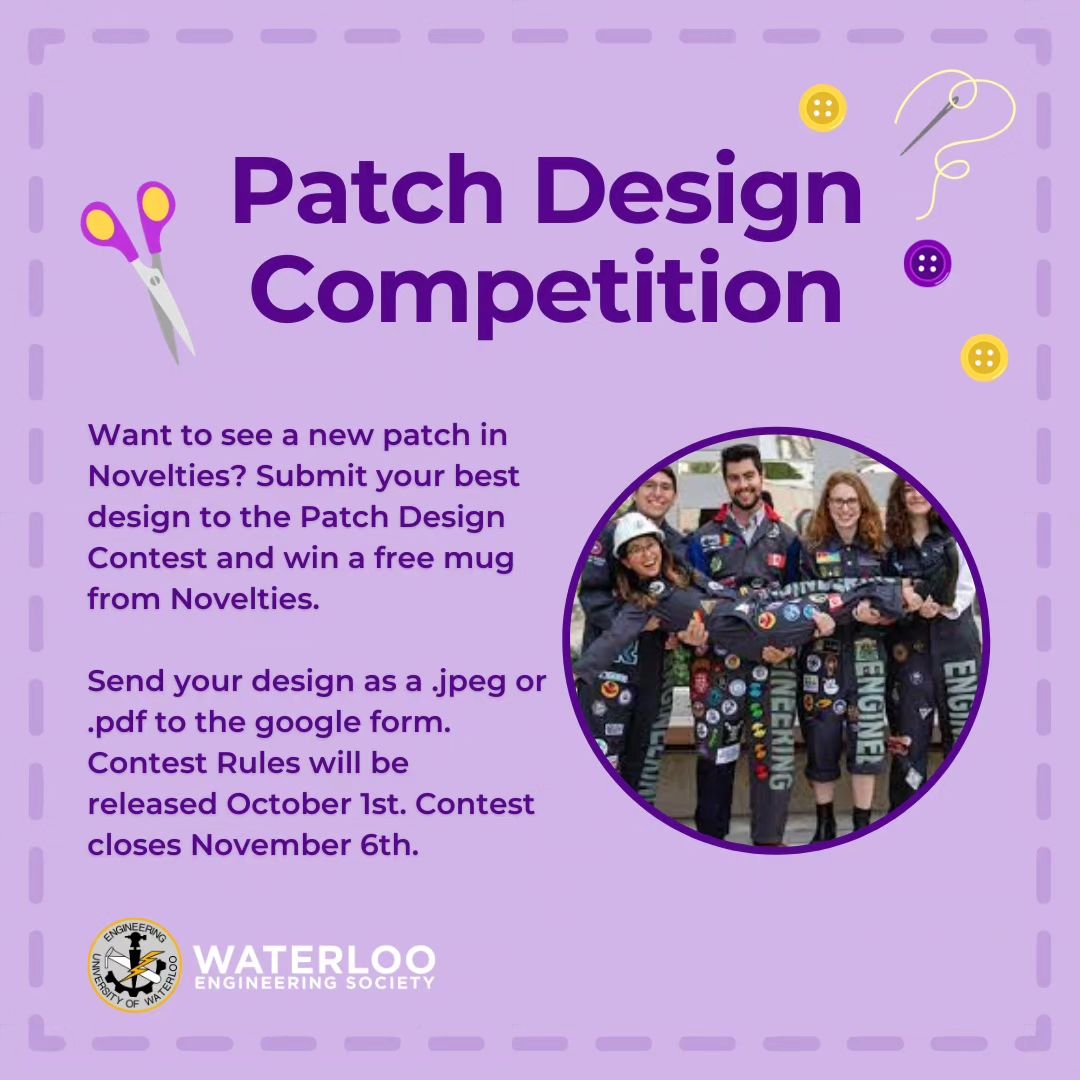 Patch Design
Competition
Want to see a new patch in
Novelties? Submit your best
design to the Patch Design
Contest and win a free mug
from Novelties.
Send your design as a .jpeg or
.pdf to the google form.
Contest Rules will be
released October 1st. Contest
closes November 6th.
ENGINEERING
UNIVERSITY OF WATERLOO
WATERLOO
ENGINEERING SOCIETY